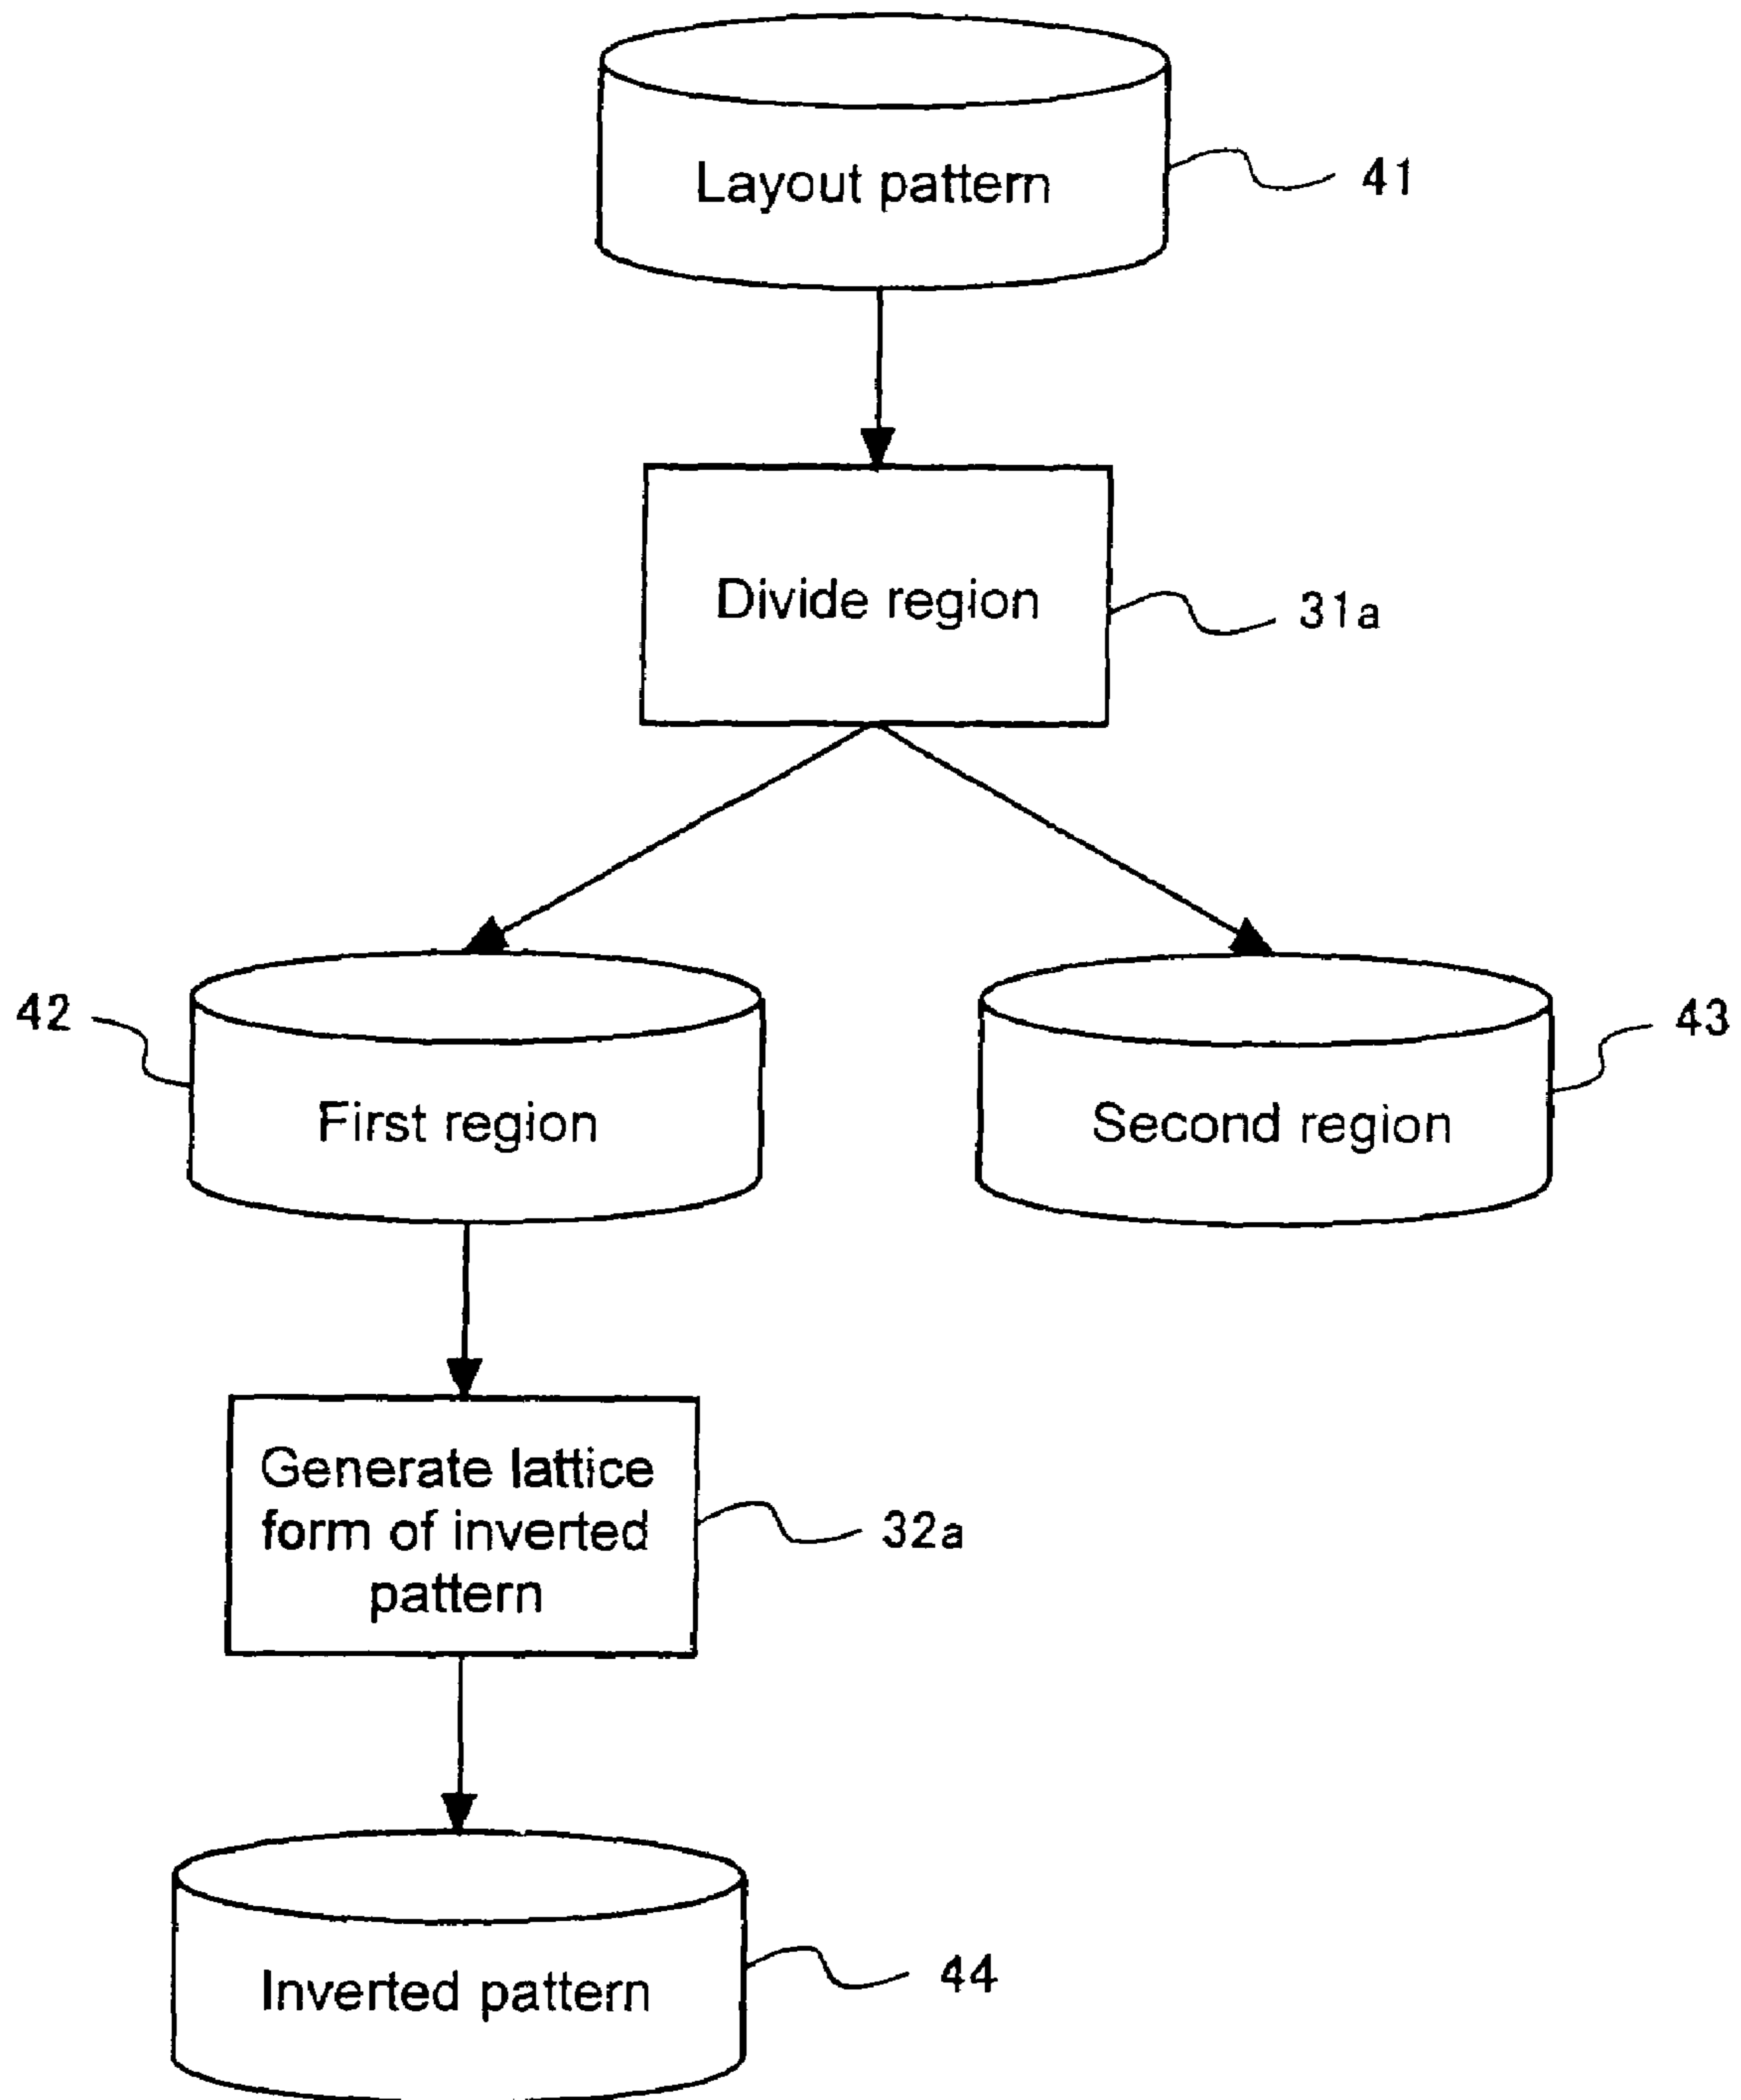 Layout pattern
41
Divide region
31a
42
First region
Second region
43
Generate lattice
form of inverted
pattern
32a
Inverted pattern
44